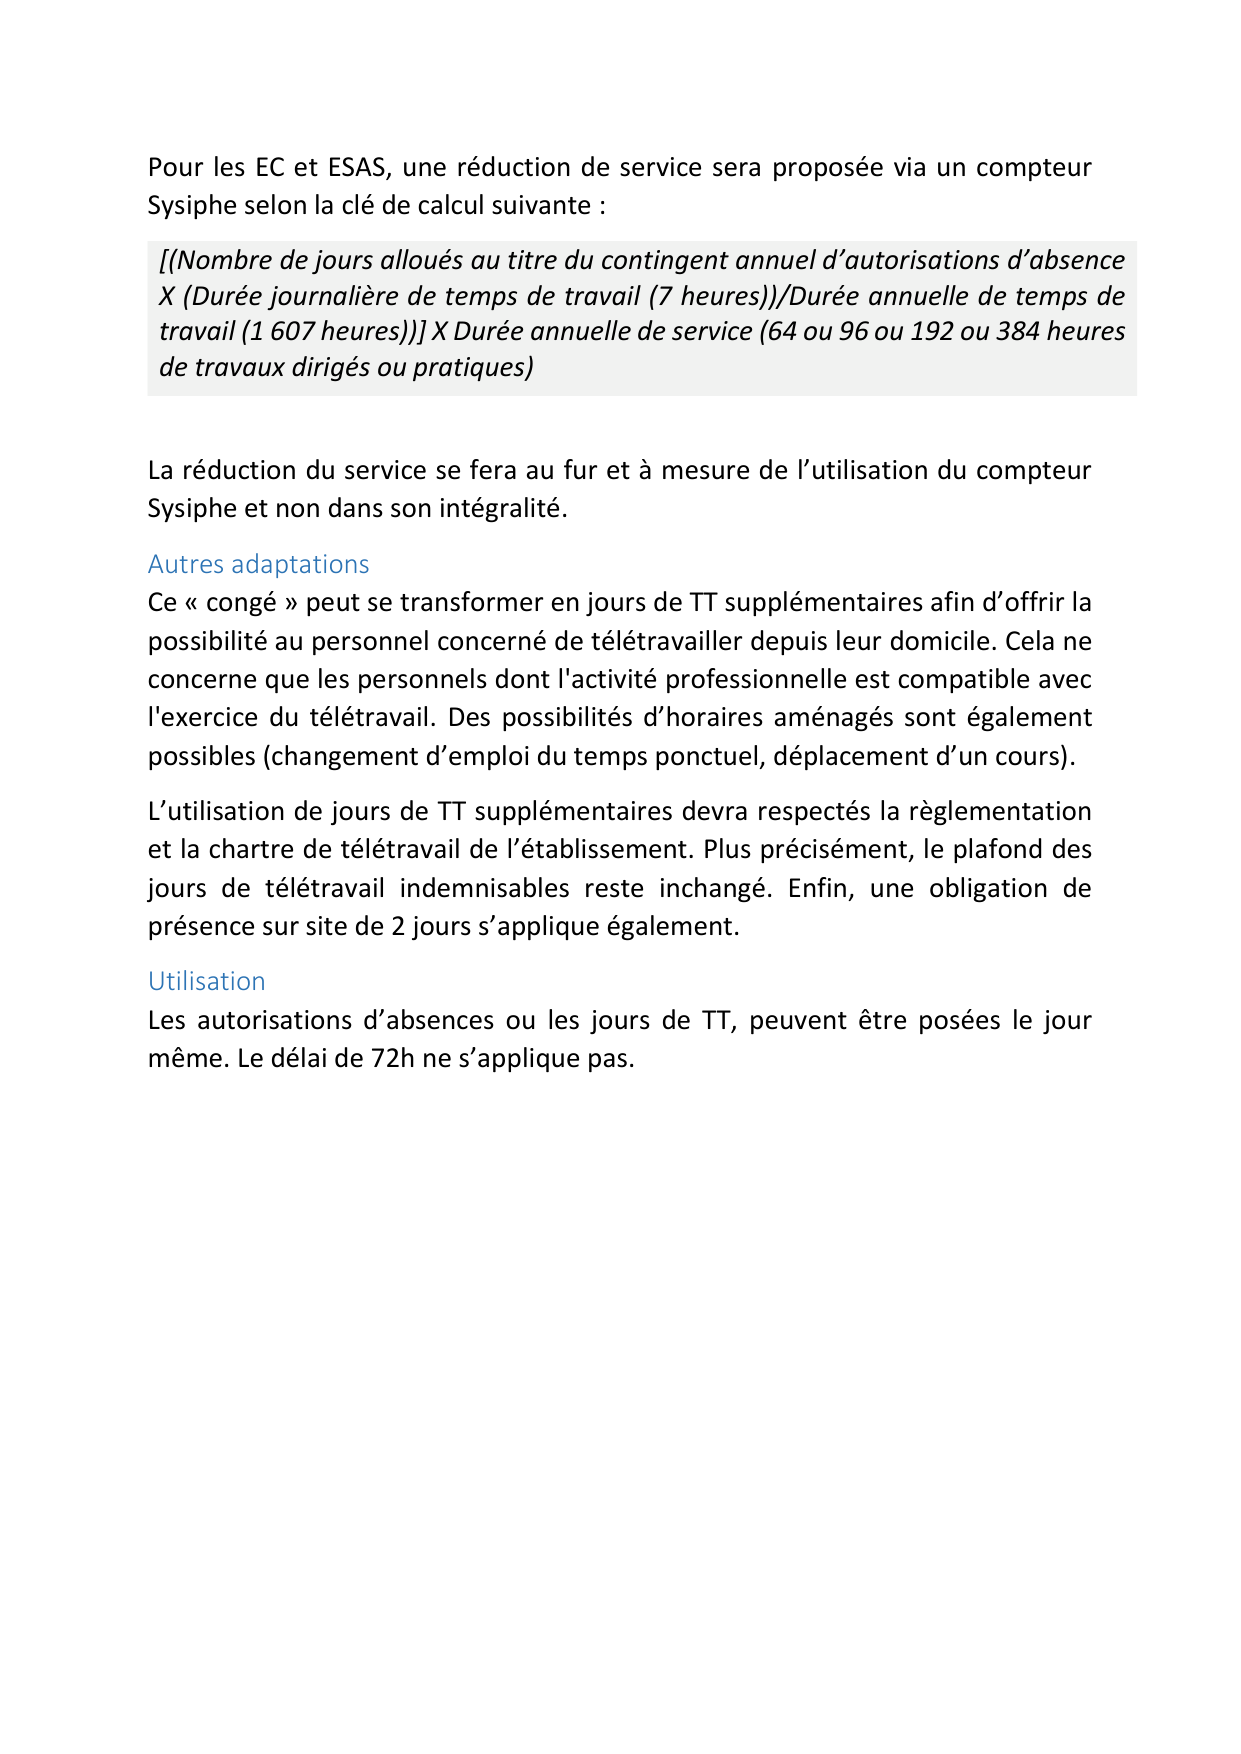 Pour les EC et ESAS, une réduction de service sera proposée via un compteur
Sysiphe selon la clé de calcul suivante :
[(Nombre de jours alloués au titre du contingent annuel d’autorisations d’absence
X (Durée journalière de temps de travail (7 heures))/Durée annuelle de temps de
travail (1 607 heures))] X Durée annuelle de service (64 ou 96 ou 192 ou 384 heures
de travaux dirigés ou pratiques)
La réduction du service se fera au fur et à mesure de l’utilisation du compteur
Sysiphe et non dans son intégralité.
Autres adaptations
Ce « congé » peut se transformer en jours de TT supplémentaires afin d’offrir la
possibilité au personnel concerné de télétravailler depuis leur domicile. Cela ne
concerne que les personnels dont l'activité professionnelle est compatible avec
l'exercice du télétravail. Des possibilités d’horaires aménagés sont également
possibles (changement d’emploi du temps ponctuel, déplacement d’un cours).
L’utilisation de jours de TT supplémentaires devra respectés la règlementation
et la chartre de télétravail de l’établissement. Plus précisément, le plafond des
jours de télétravail indemnisables reste inchangé. Enfin, une obligation de
présence sur site de 2 jours s’applique également.
Utilisation
Les autorisations d’absences ou les jours de TT, peuvent être posées le jour
même. Le délai de 72h ne s’applique pas.